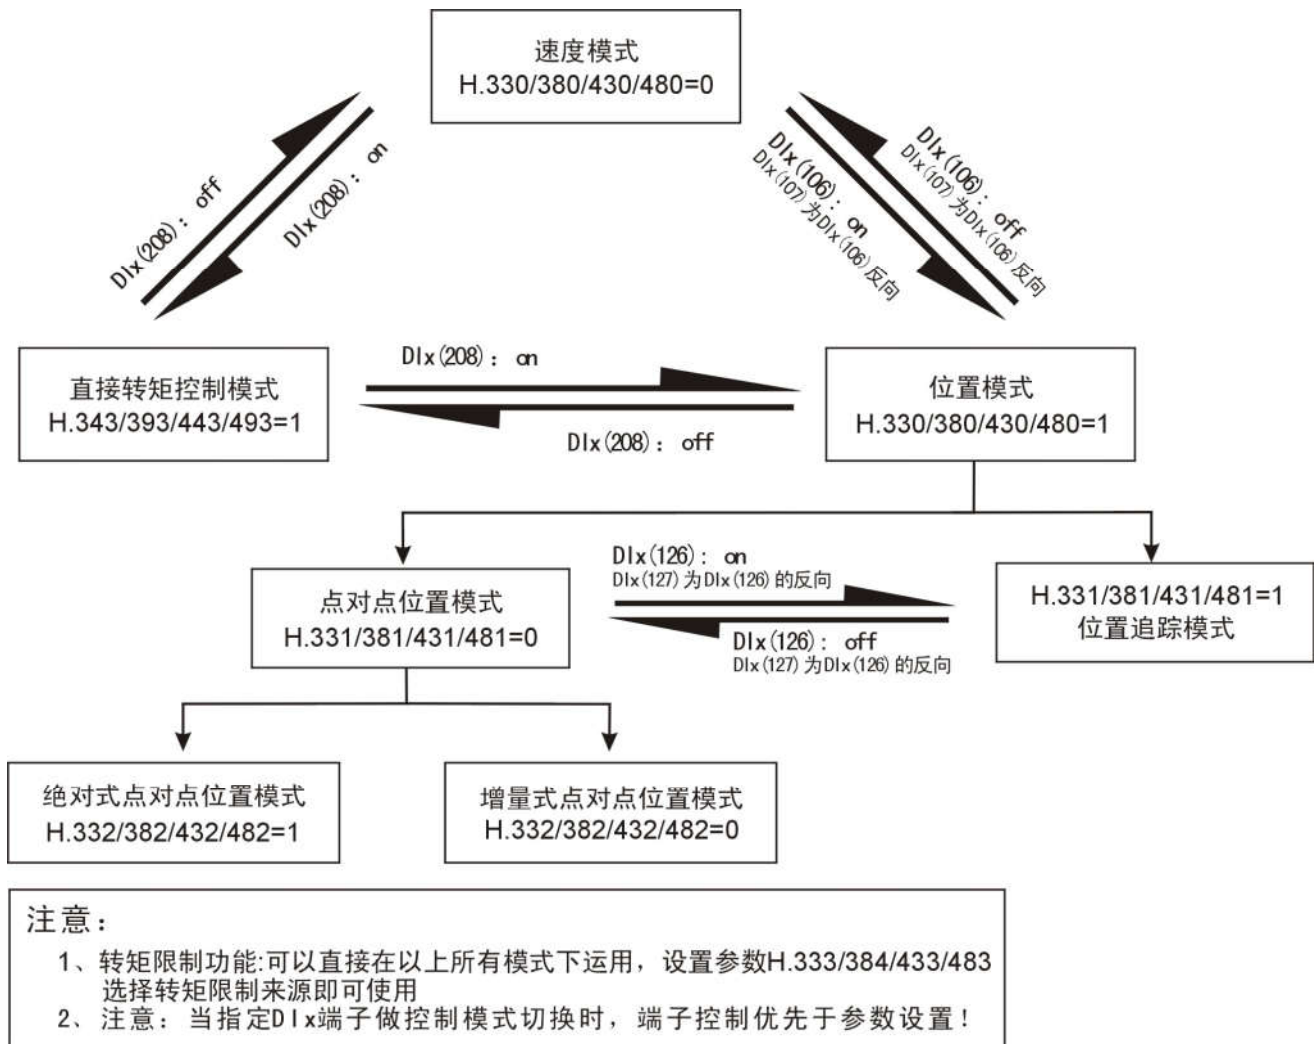 速度模式
H.330/380/430/480=0
DIx(208)：off
DIx(208)：on
DIx(106)：on
DIx(107)为DIx(106)反向
DIx(106)：off
DIx(107)为DIx(106)反向
直接转矩控制模式
H.343/393/443/493=1
DIx(208)：on
DIx(208)：off
位置模式
H.330/380/430/480=1
点对点位置模式
H.331/381/431/481=0
DIx(126)：on
DIx(127)为DIx(126)的反向
DIx(126)：off
DIx(127)为DIx(126)的反向
H.331/381/431/481=1
位置追踪模式
绝对式点对点位置模式
H.332/382/432/482=1
增量式点对点位置模式
H.332/382/432/482=0
注意：
1、转矩限制功能:可以直接在以上所有模式下运用，设置参数H.333/384/433/483
选择转矩限制来源即可使用
2、注意：当指定DIx端子做控制模式切换时，端子控制优先于参数设置！